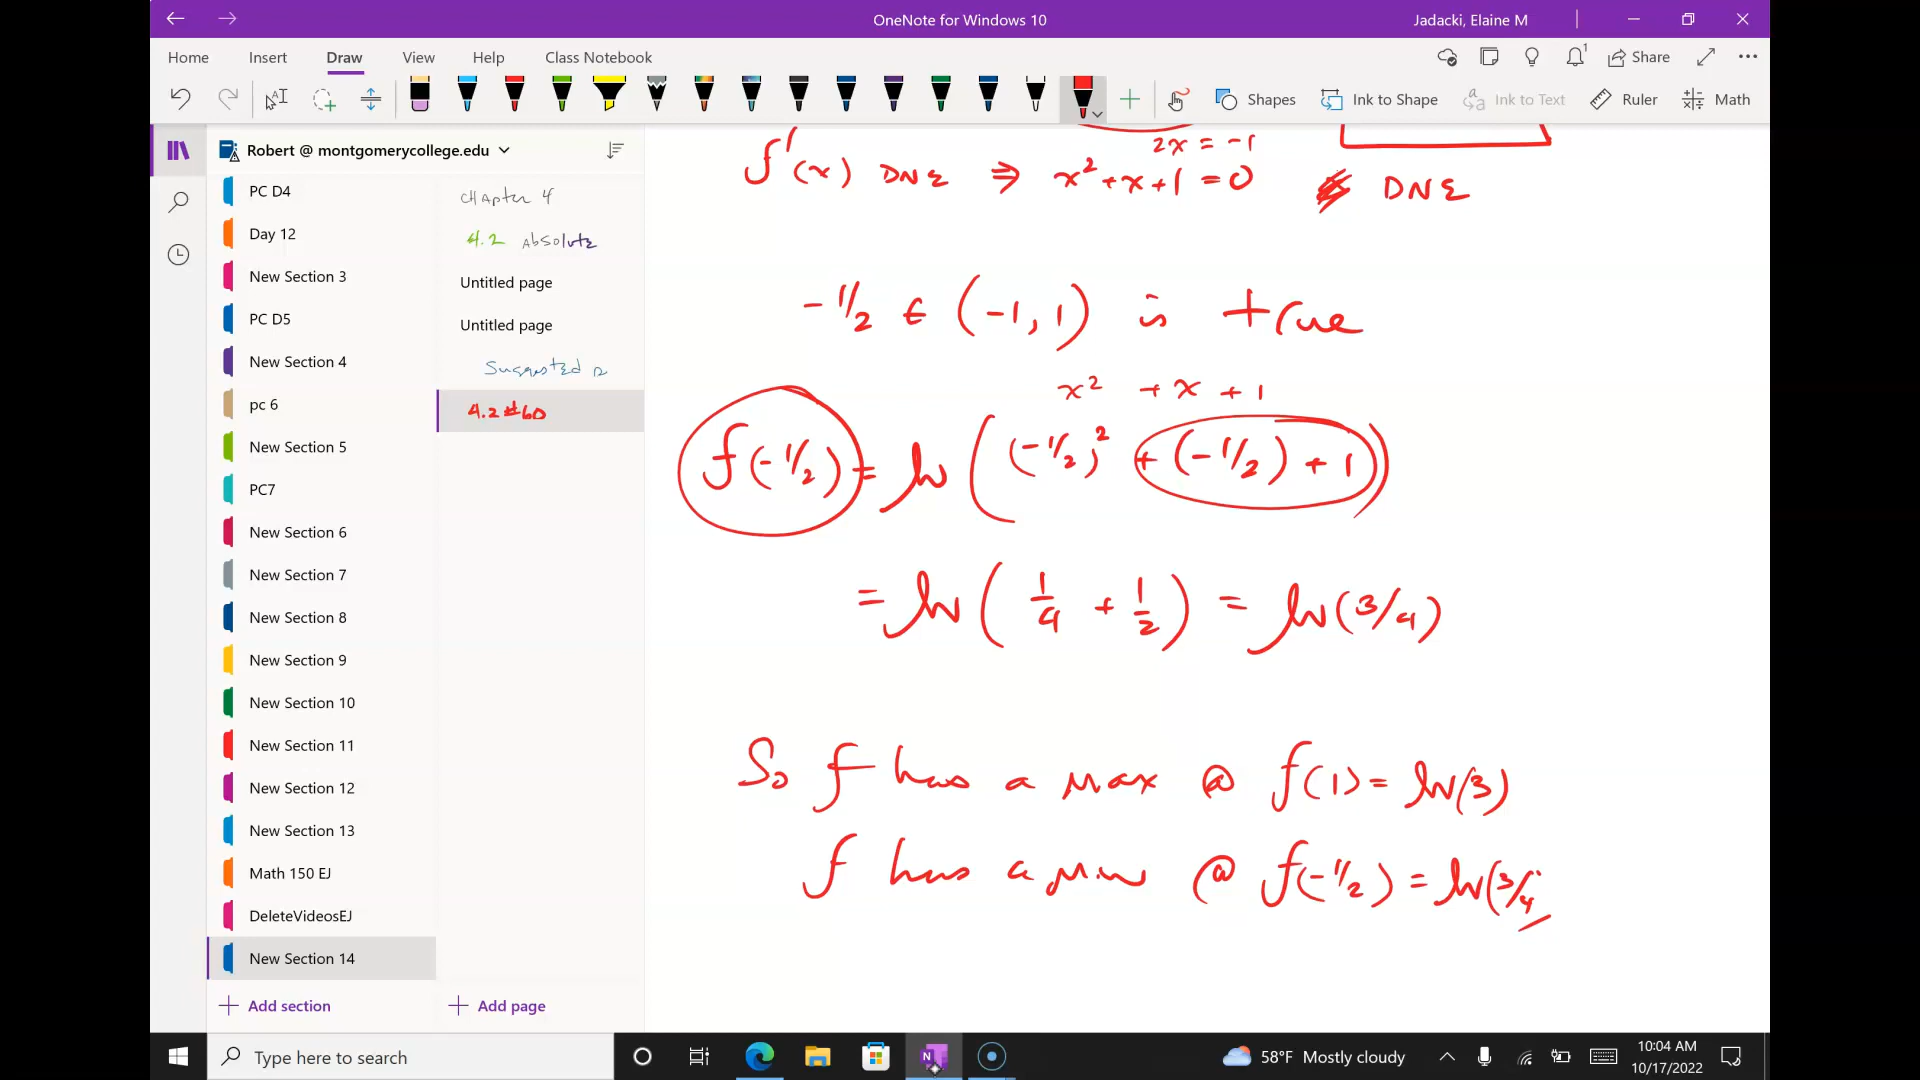 OneNote for Windows 10
Jadacki, Elaine M
Home Insert Draw View Help Class Notebook
1
Share
Shapes Ink to Shape Ink to Text Ruler Math
Robert @ montgomerycollege.edu
PC D4
Day 12
New Section 3
PC D5
New Section 4
pc 6
New Section 5
PC7
New Section 6
New Section 7
New Section 8
New Section 9
New Section 10
New Section 11
New Section 12
New Section 13
Math 150 EJ
DeleteVideosEJ
New Section 14
Add section
CHapter 4
4.2 Absolute
Untitled page
Untitled page
Suggested
4.2 #60
Add page
2x = -1
f'(x) DNE ⇒ x² + x + 1 = 0 DNE
-1/2 ∈ (-1, 1) is true
x² + x + 1
f(-1/2) = ln((-1/2)² + (-1/2) + 1)
= ln(1/4 + 1/2) = ln(3/4)
So f has a max @ f(1) = ln(3)
f has a min @ f(-1/2) = ln(3/4
Type here to search
N
58°F Mostly cloudy
10:04 AM
10/17/2022